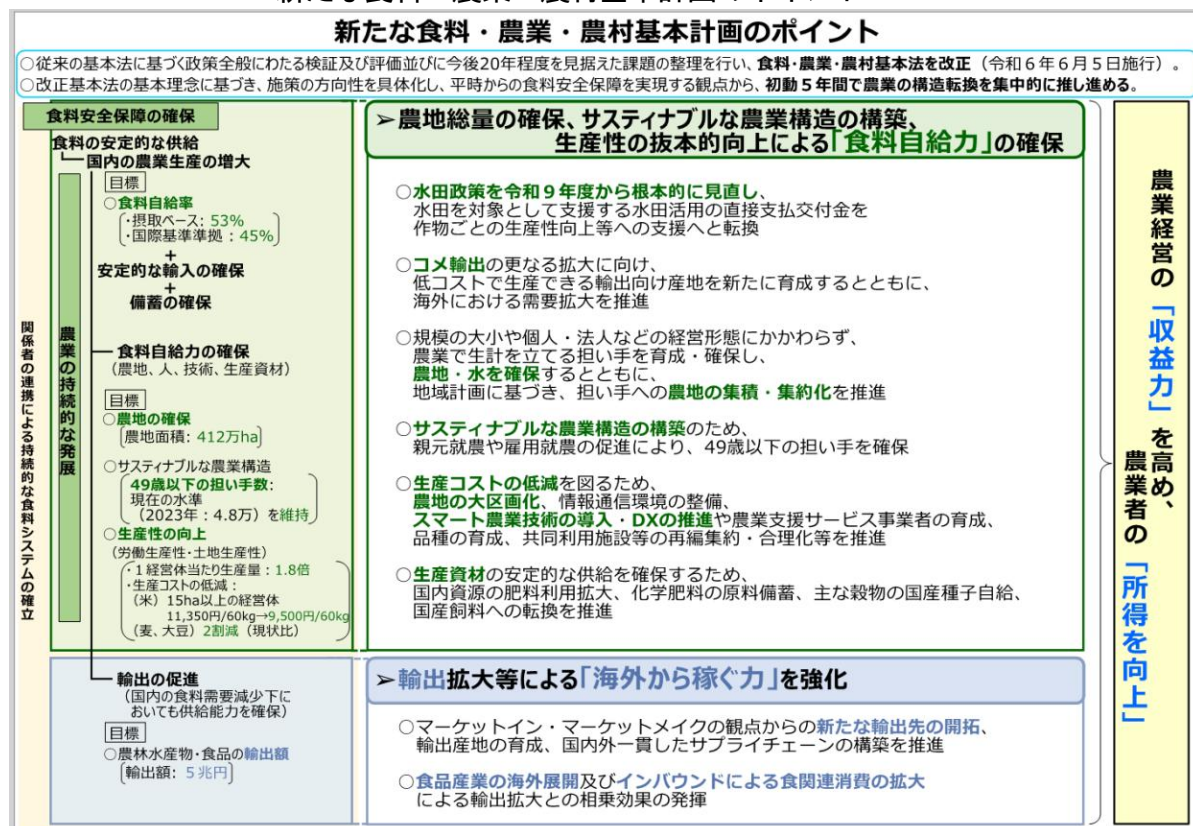 新たな食料・農業・農村基本計画のポイント
○従来の基本法に基づく政策全般にわたる検証及び評価並びに今後20年程度を見据えた課題の整理を行い、食料・農業・農村基本法を改正（令和６年６月５日施行）。
○改正基本法の基本理念に基づき、施策の方向性を具体化し、平時からの食料安全保障を実現する観点から、初動５年間で農業の構造転換を集中的に推し進める。
関係者の連携による持続的な食料システムの確立
食料安全保障の確保
食料の安定的な供給
国内の農業生産の増大
農業の持続的な発展
目標
○食料自給率
・摂取ベース: 53%
・国際基準準拠 : 45%
+
安定的な輸入の確保
+
備蓄の確保
食料自給力の確保
（農地、人、技術、生産資材）
目標
○農地の確保
農地面積: 412万ha
○サスティナブルな農業構造
49歳以下の担い手数:
現在の水準
（2023年：4.8万）を維持
○生産性の向上
（労働生産性・土地生産性）
・１経営体当たり生産量：1.8倍
・生産コストの低減：
（米）15ha以上の経営体
11,350円/60kg→9,500円/60kg
（麦、大豆）2割減（現状比）
輸出の促進
（国内の食料需要減少下に
おいても供給能力を確保）
目標
○農林水産物・食品の輸出額
輸出額: ５兆円
➢農地総量の確保、サスティナブルな農業構造の構築、
生産性の抜本的向上による「食料自給力」の確保
○水田政策を令和９年度から根本的に見直し、
水田を対象として支援する水田活用の直接支払交付金を
作物ごとの生産性向上等への支援へと転換
○コメ輸出の更なる拡大に向け、
低コストで生産できる輸出向け産地を新たに育成するとともに、
海外における需要拡大を推進
○規模の大小や個人・法人などの経営形態にかかわらず、
農業で生計を立てる担い手を育成・確保し、
農地・水を確保するとともに、
地域計画に基づき、担い手への農地の集積・集約化を推進
○サスティナブルな農業構造の構築のため、
親元就農や雇用就農の促進により、49歳以下の担い手を確保
○生産コストの低減を図るため、
農地の大区画化、情報通信環境の整備、
スマート農業技術の導入・DXの推進や農業支援サービス事業者の育成、
品種の育成、共同利用施設等の再編集約・合理化等を推進
○生産資材の安定的な供給を確保するため、
国内資源の肥料利用拡大、化学肥料の原料備蓄、主な穀物の国産種子自給、
国産飼料への転換を推進
➢輸出拡大等による「海外から稼ぐ力」を強化
○マーケットイン・マーケットメイクの観点からの新たな輸出先の開拓、
輸出産地の育成、国内外一貫したサプライチェーンの構築を推進
○食品産業の海外展開及びインバウンドによる食関連消費の拡大
による輸出拡大との相乗効果の発揮
農業経営の「収益力」を高め、
農業者の「所得を向上」